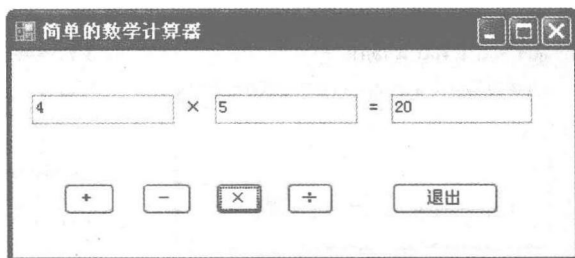 简单的数学计算器
4 × 5 = 20
+ - × ÷ 退出